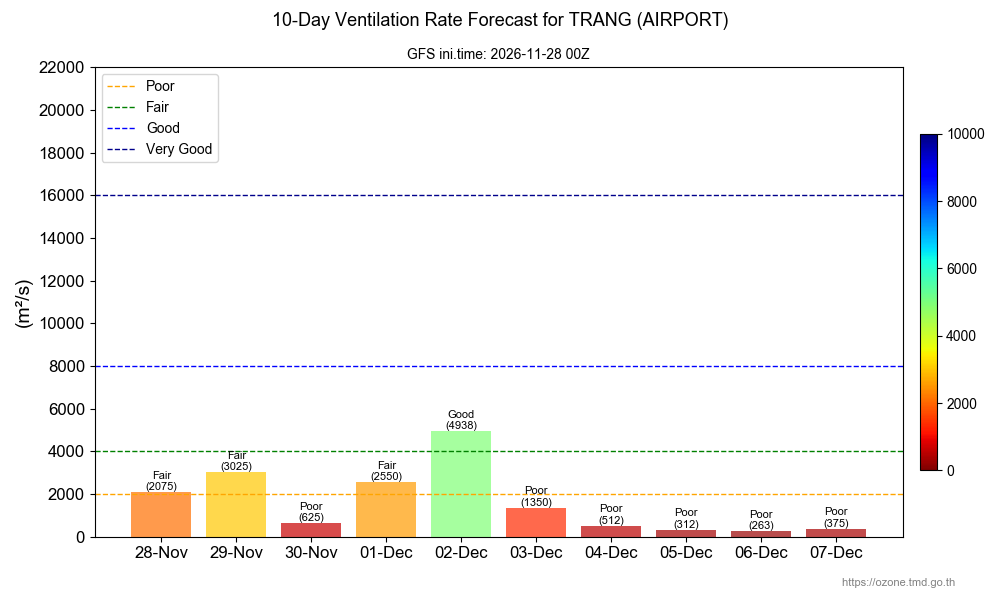 10-Day Ventilation Rate Forecast for TRANG (AIRPORT)
GFS ini.time: 2026-11-28 00Z
(m²/s)
22000
20000
18000
16000
14000
12000
10000
8000
6000
4000
2000
0
Poor
Fair
Good
Very Good
Fair
(2075)
Fair
(3025)
Poor
(625)
Fair
(2550)
Good
(4938)
Poor
(1350)
Poor
(512)
Poor
(312)
Poor
(263)
Poor
(375)
28-Nov 29-Nov 30-Nov 01-Dec 02-Dec 03-Dec 04-Dec 05-Dec 06-Dec 07-Dec
10000
8000
6000
4000
2000
0
https://ozone.tmd.go.th